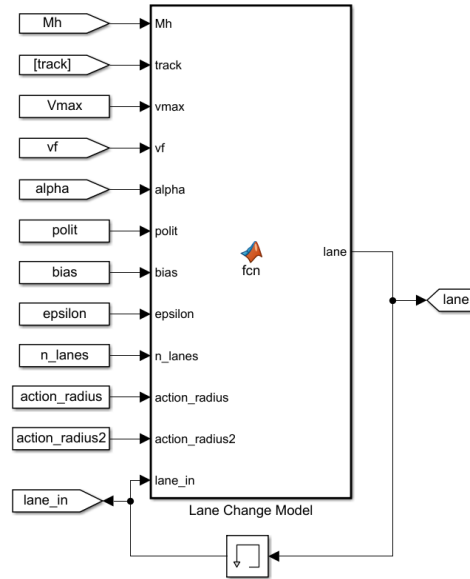 Mh
Mh
[track]
track
Vmax
vmax
vf
vf
alpha
alpha
polit
polit
lane
bias
bias
fcn
lane
epsilon
epsilon
n_lanes
n_lanes
action_radius
action_radius
action_radius2
action_radius2
lane_in
lane_in
Lane Change Model